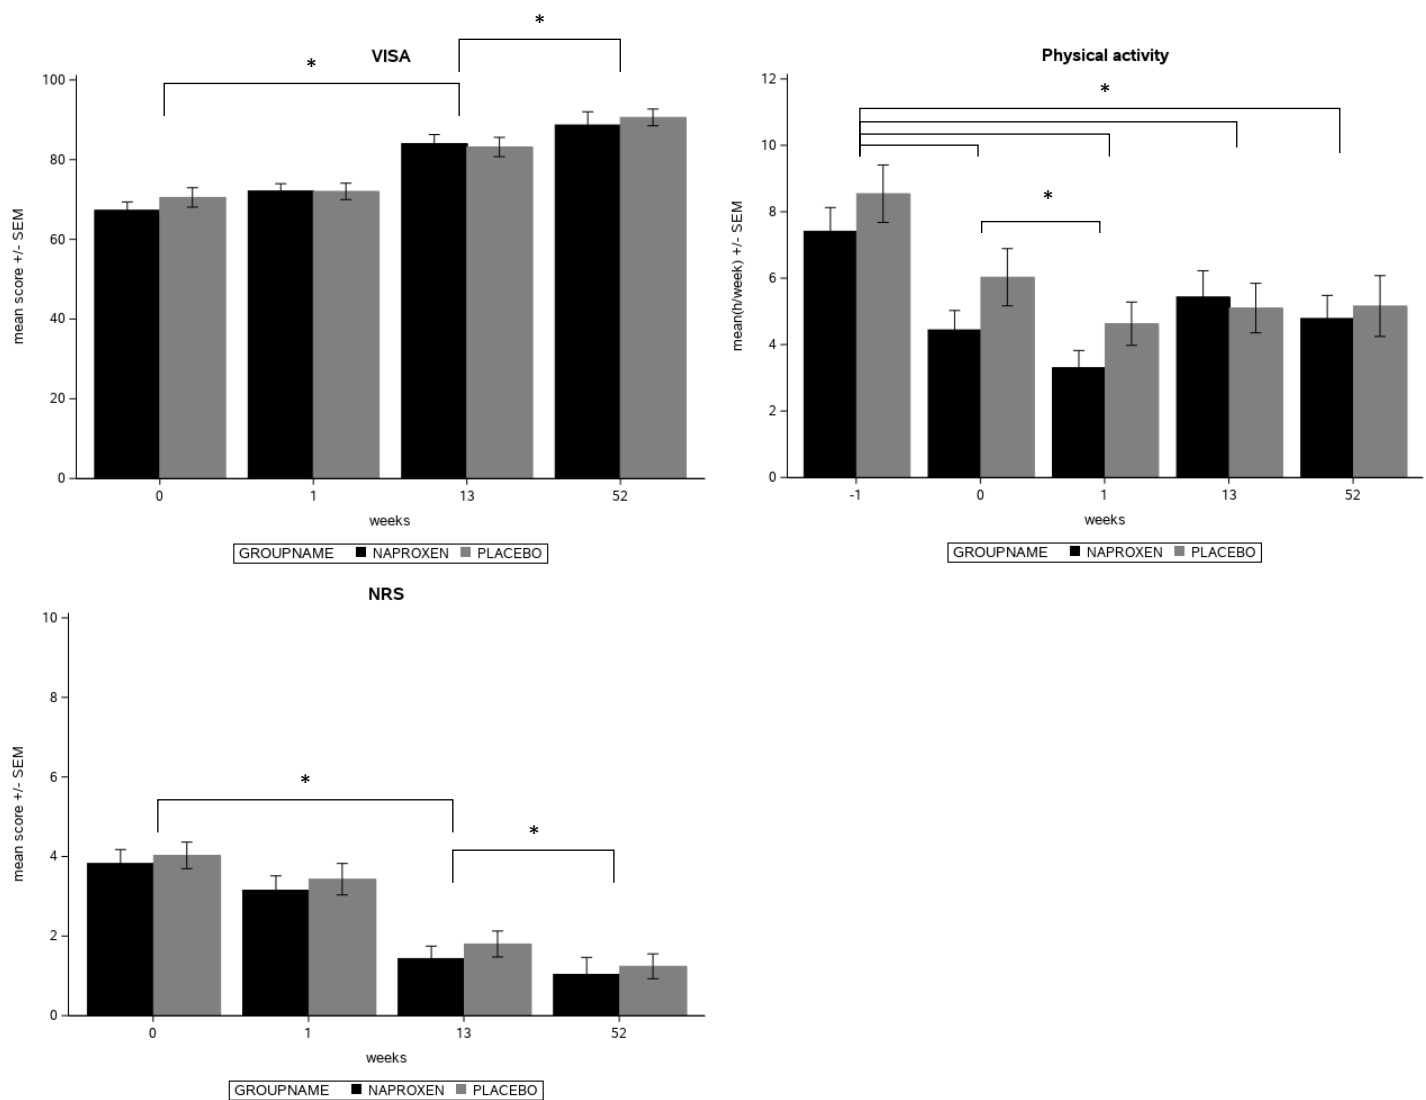 VISA
*
*
100
80
60
40
20
0
mean score +/- SEM
0 1 13 52
weeks
GROUPNAME NAPROXEN PLACEBO
Physical activity
*
*
12
10
8
6
4
2
0
mean(h/week) +/- SEM
-1 0 1 13 52
weeks
GROUPNAME NAPROXEN PLACEBO
NRS
*
*
10
8
6
4
2
0
mean score +/- SEM
0 1 13 52
weeks
GROUPNAME NAPROXEN PLACEBO